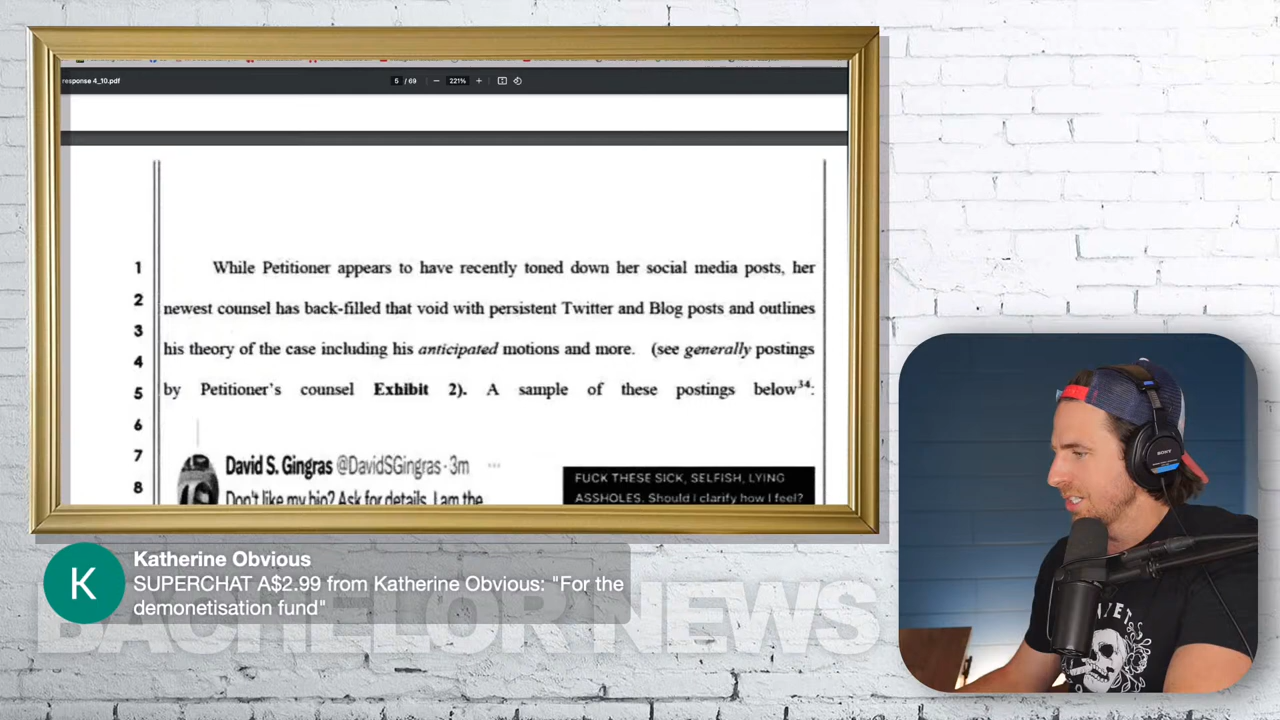 response 4_10.pdf
5 / 69
221%
1 While Petitioner appears to have recently toned down her social media posts, her
2 newest counsel has back-filled that void with persistent Twitter and Blog posts and outlines
3
4 his theory of the case including his anticipated motions and more. (see generally postings
5 by Petitioner's counsel Exhibit 2). A sample of these postings below34:
6
7 David S. Gingras @DavidSGingras · 3m ...
8 Don't like my bio? Ask for details. I am the
FUCK THESE SICK, SELFISH, LYING
ASSHOLES. Should I clarify how I feel?
K
Katherine Obvious
SUPERCHAT A$2.99 from Katherine Obvious: "For the
demonetisation fund"
BACHELOR NEWS
SONY